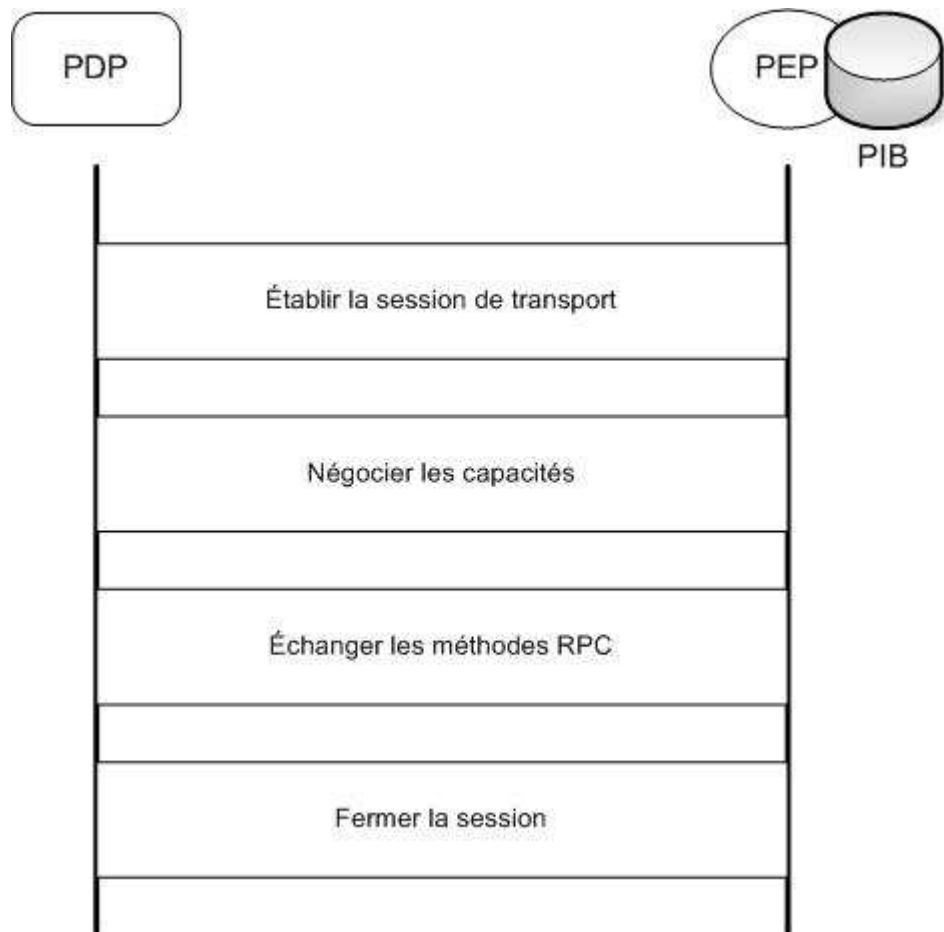 PDP
PEP
PIB
Établir la session de transport
Négocier les capacités
Échanger les méthodes RPC
Fermer la session